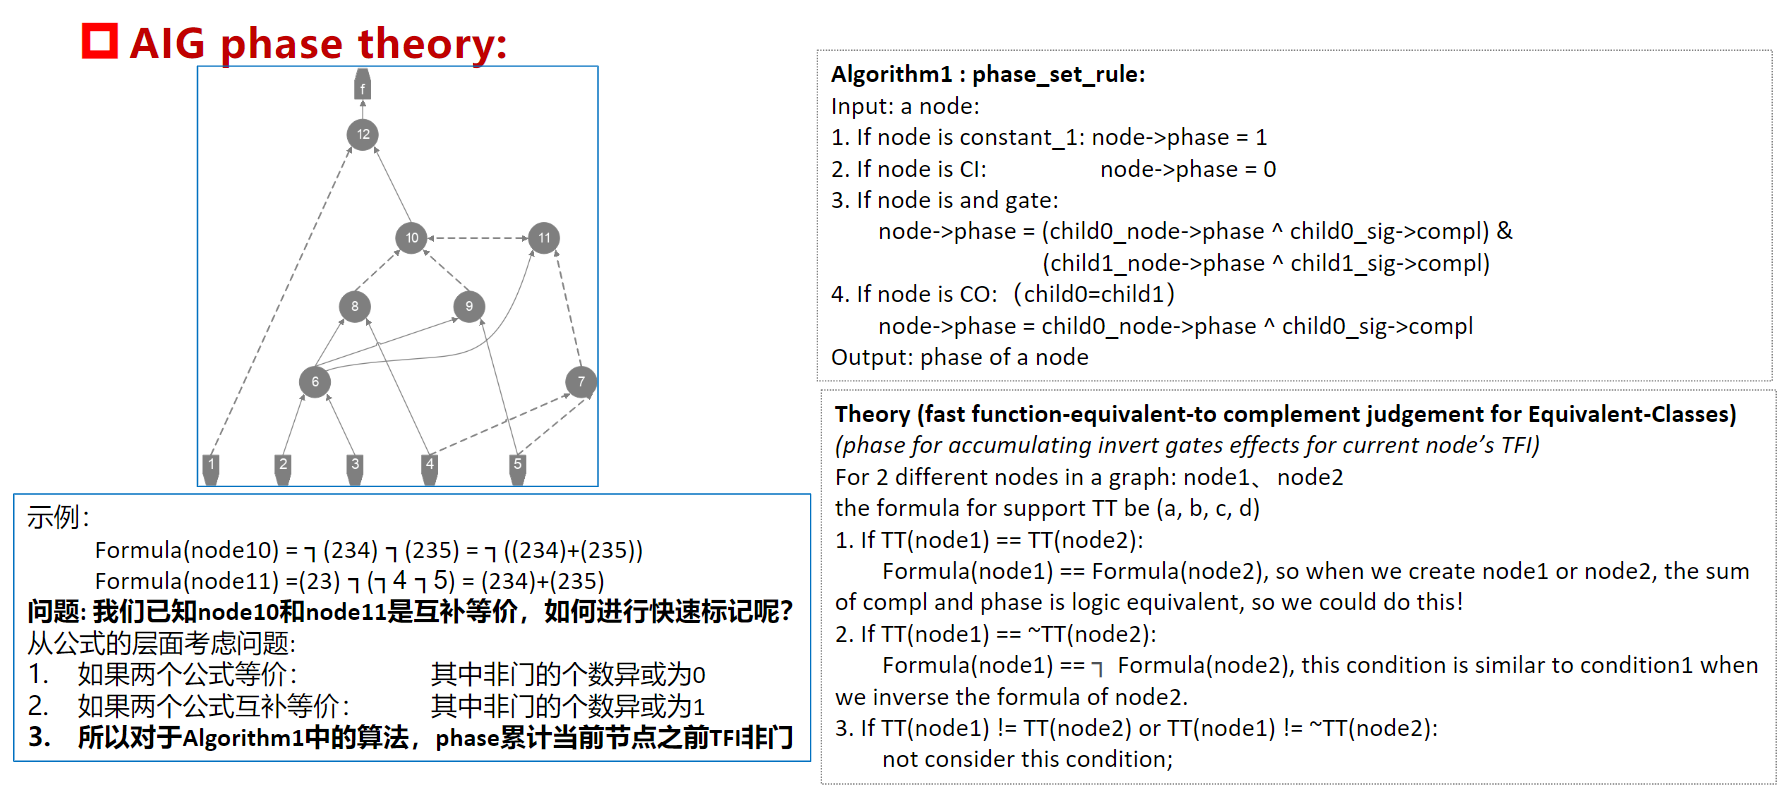 AIG phase theory:
f
12
10
11
8
9
6
7
1
2
3
4
5
示例：
Formula(node10) = ┐(234) ┐(235) = ┐((234)+(235))
Formula(node11) =(23) ┐(┐4 ┐5) = (234)+(235)
问题: 我们已知node10和node11是互补等价，如何进行快速标记呢?
从公式的层面考虑问题:
1. 如果两个公式等价： 其中非门的个数异或为0
2. 如果两个公式互补等价： 其中非门的个数异或为1
3. 所以对于Algorithm1中的算法，phase累计当前节点之前TFI非门
Algorithm1 : phase_set_rule:
Input: a node:
1. If node is constant_1: node->phase = 1
2. If node is CI: node->phase = 0
3. If node is and gate:
node->phase = (child0_node->phase ^ child0_sig->compl) &
(child1_node->phase ^ child1_sig->compl)
4. If node is CO:（child0=child1）
node->phase = child0_node->phase ^ child0_sig->compl
Output: phase of a node
Theory (fast function-equivalent-to complement judgement for Equivalent-Classes)
(phase for accumulating invert gates effects for current node’s TFI)
For 2 different nodes in a graph: node1、 node2
the formula for support TT be (a, b, c, d)
1. If TT(node1) == TT(node2):
Formula(node1) == Formula(node2), so when we create node1 or node2, the sum
of compl and phase is logic equivalent, so we could do this!
2. If TT(node1) == ~TT(node2):
Formula(node1) == ┐ Formula(node2), this condition is similar to condition1 when
we inverse the formula of node2.
3. If TT(node1) != TT(node2) or TT(node1) != ~TT(node2):
not consider this condition;